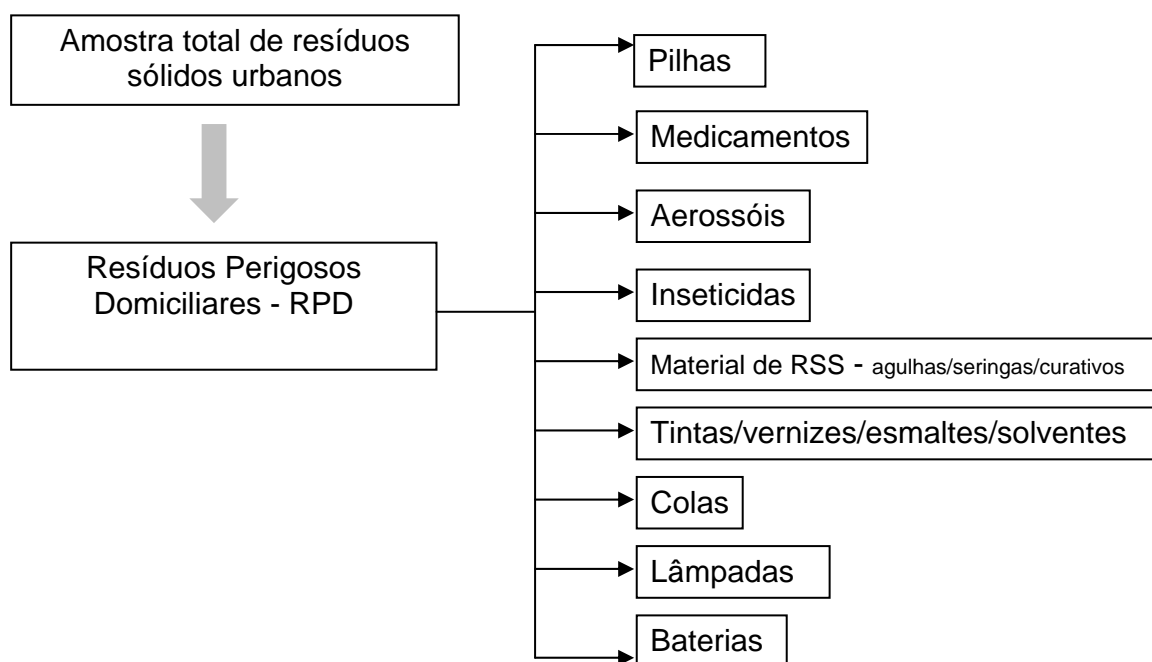 Amostra total de resíduos
sólidos urbanos
Resíduos Perigosos
Domiciliares - RPD
Pilhas
Medicamentos
Aerossóis
Inseticidas
Material de RSS - agulhas/seringas/curativos
Tintas/vernizes/esmaltes/solventes
Colas
Lâmpadas
Baterias